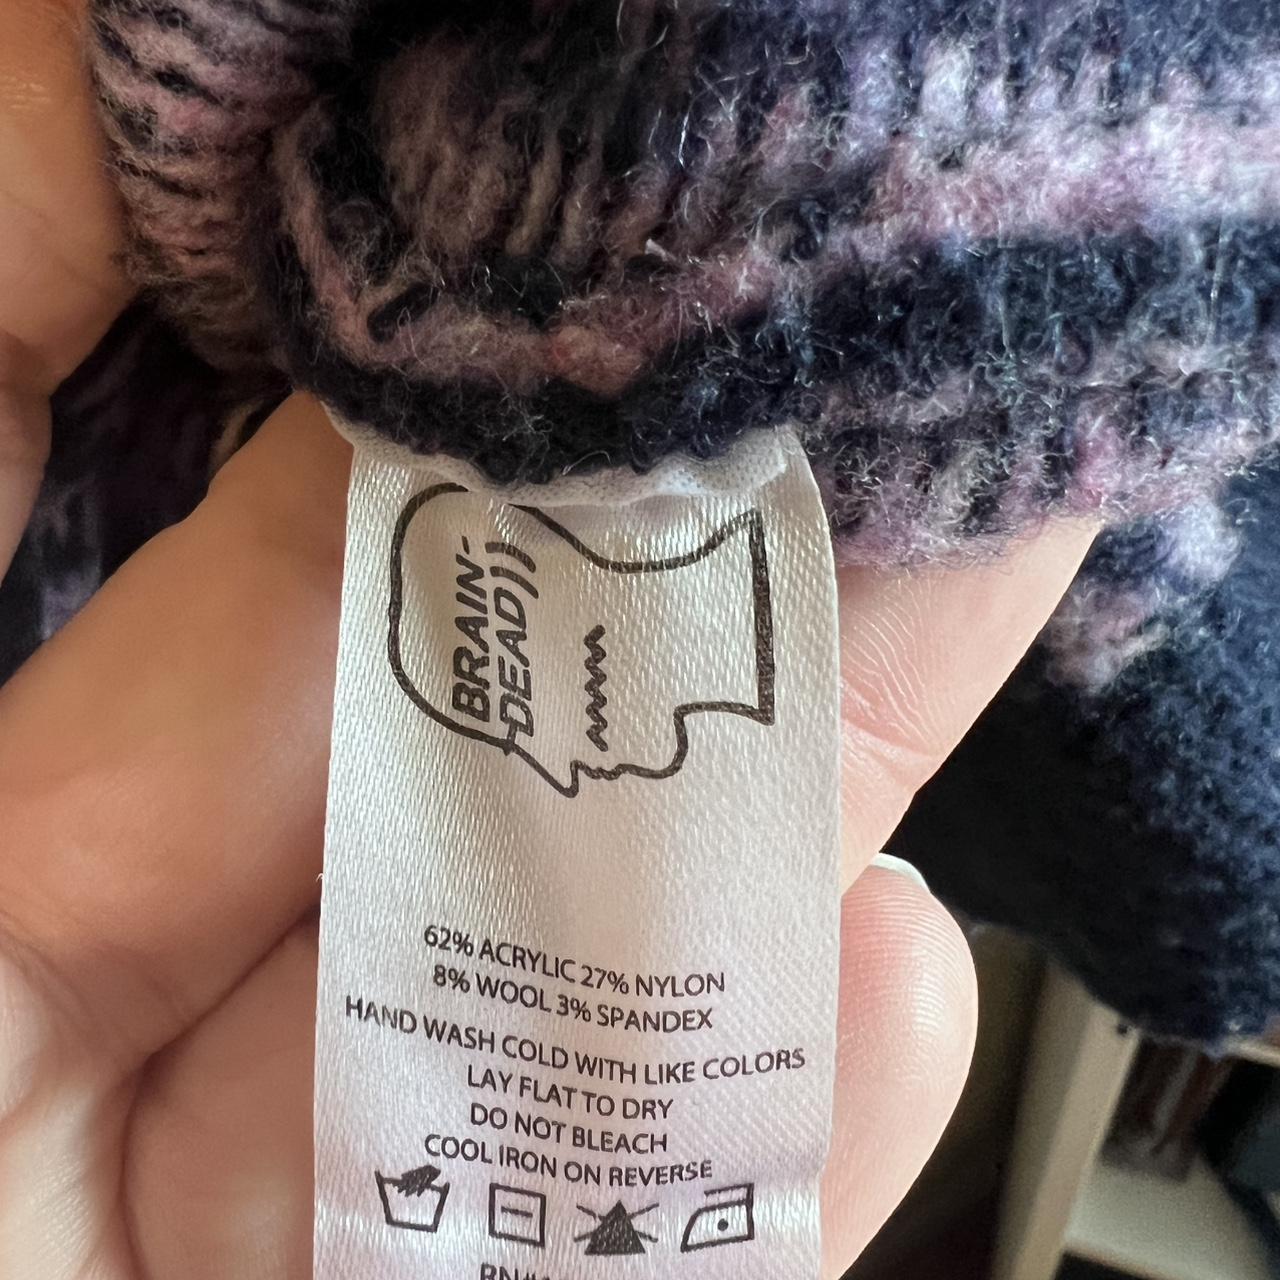 BRAIN-
DEAD
62% ACRYLIC 27% NYLON
8% WOOL 3% SPANDEX
HAND WASH COLD WITH LIKE COLORS
LAY FLAT TO DRY
DO NOT BLEACH
COOL IRON ON REVERSE